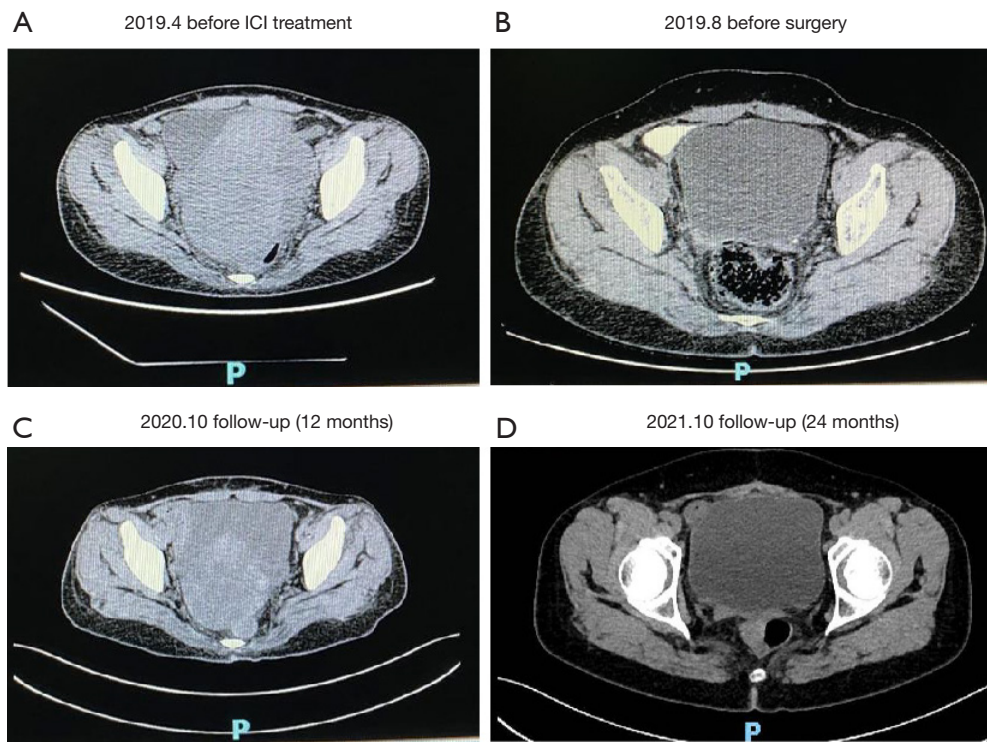 A 2019.4 before ICI treatment
B 2019.8 before surgery
P
P
C 2020.10 follow-up (12 months)
D 2021.10 follow-up (24 months)
P
P